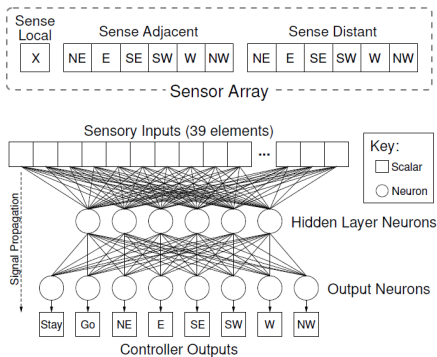 Sense
Local
Sense Adjacent
Sense Distant
X
NE E SE SW W NW
NE E SE SW W NW
Sensor Array
Sensory Inputs (39 elements)
...
Key:
Scalar
Neuron
Signal Propagation
Hidden Layer Neurons
Output Neurons
Stay Go NE E SE SW W NW
Controller Outputs